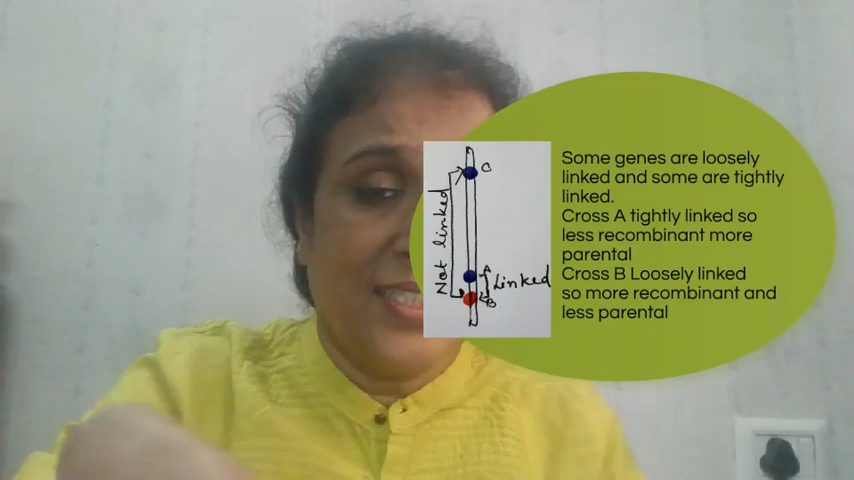 C
Not linked
A
Linked
B
Some genes are loosely
linked and some are tightly
linked.
Cross A tightly linked so
less recombinant more
parental
Cross B Loosely linked
so more recombinant and
less parental